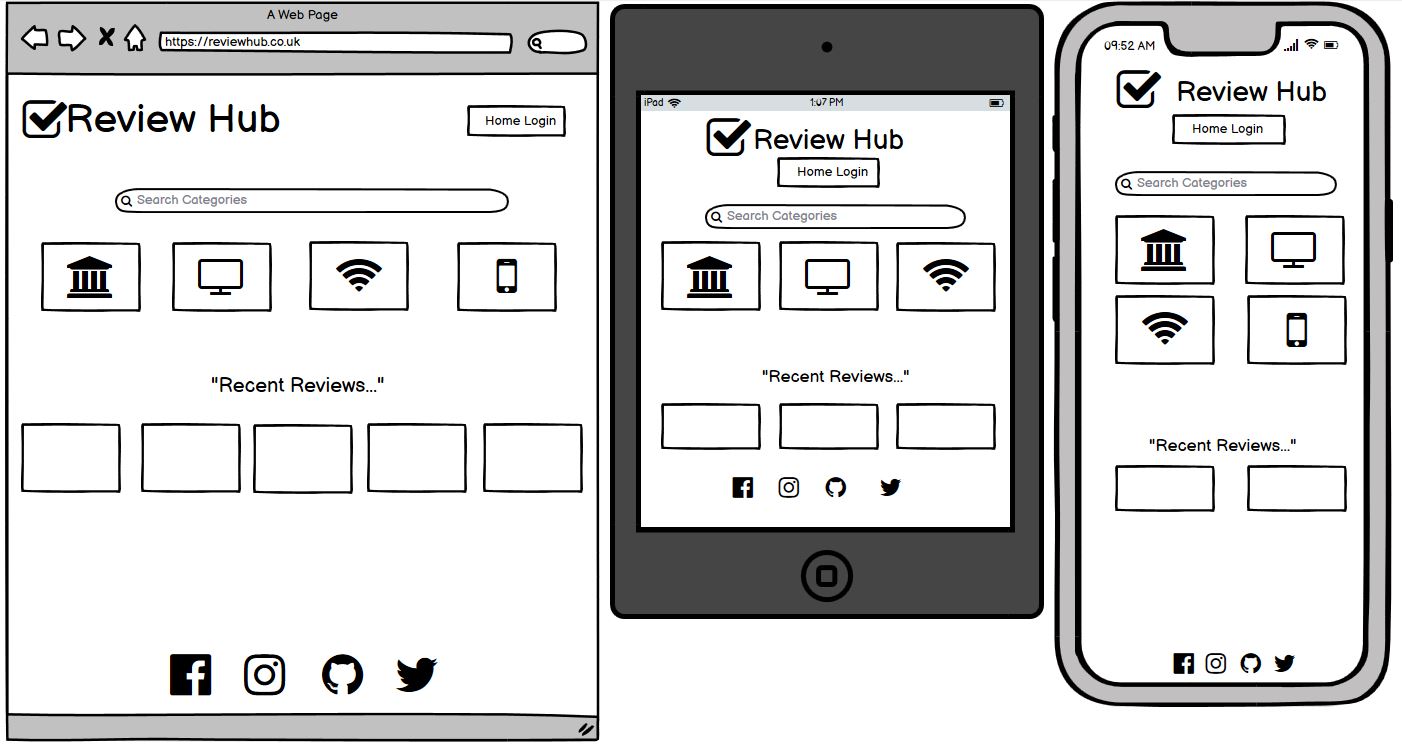 A Web Page
https://reviewhub.co.uk
Review Hub
Home Login
Search Categories
"Recent Reviews..."
iPad
1:07 PM
Review Hub
Home Login
Search Categories
"Recent Reviews..."
09:52 AM
Review Hub
Home Login
Search Categories
"Recent Reviews..."